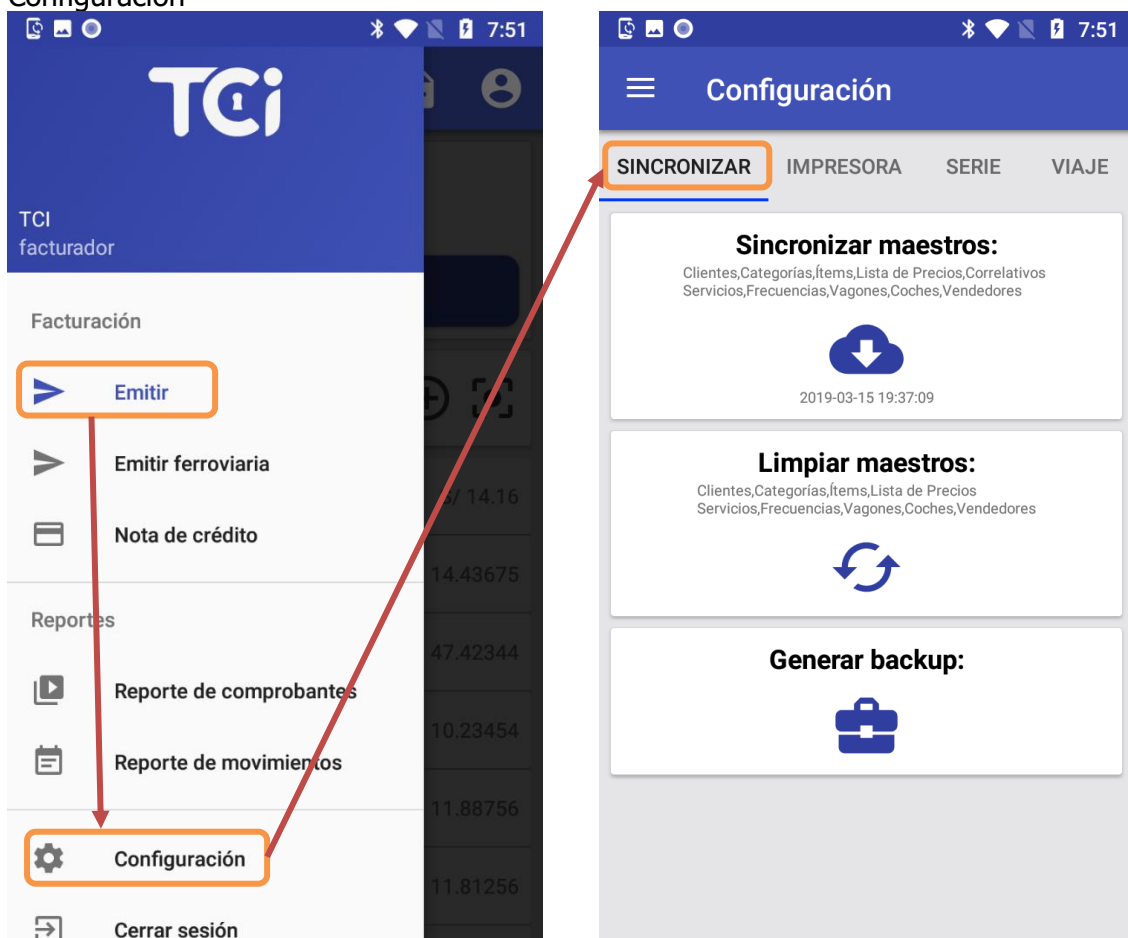 Configuración
7:51
TCi
TCI
facturador
Facturación
Emitir
Emitir ferroviaria
Nota de crédito
Reportes
Reporte de comprobantes
Reporte de movimientos
Configuración
Cerrar sesión
S/ 14.16
14.43675
47.42344
10.23454
11.88756
11.81256
7:51
Configuración
SINCRONIZAR
IMPRESORA
SERIE
VIAJE
Sincronizar maestros:
Clientes,Categorías,Ítems,Lista de Precios,Correlativos
Servicios,Frecuencias,Vagones,Coches,Vendedores
2019-03-15 19:37:09
Limpiar maestros:
Clientes,Categorías,Ítems,Lista de Precios
Servicios,Frecuencias,Vagones,Coches,Vendedores
Generar backup: